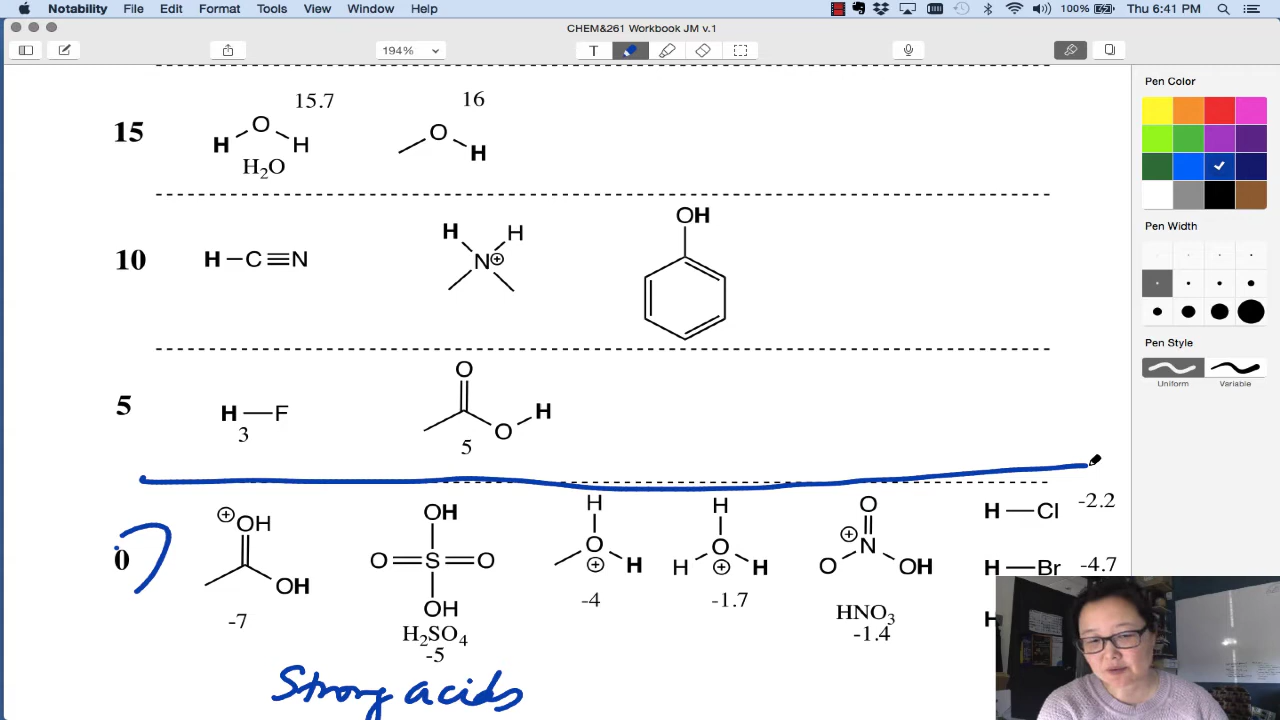 Notability File Edit Format Tools View Window Help 100% Thu 6:41 PM
CHEM&261 Workbook JM v.1
194% T
Pen Color
Pen Width
Pen Style
Uniform Variable
15 15.7 16
H O H O H
H2O
10 H C N H H N+ OH
5 H F O O H
3 5
0 +OH OH
-7
OH O S O OH
H2SO4
-5
H O+ H
-4
H H O+ H
-1.7
O O N+ OH
HNO3
-1.4
H Cl -2.2
H Br -4.7
H
Strong acids